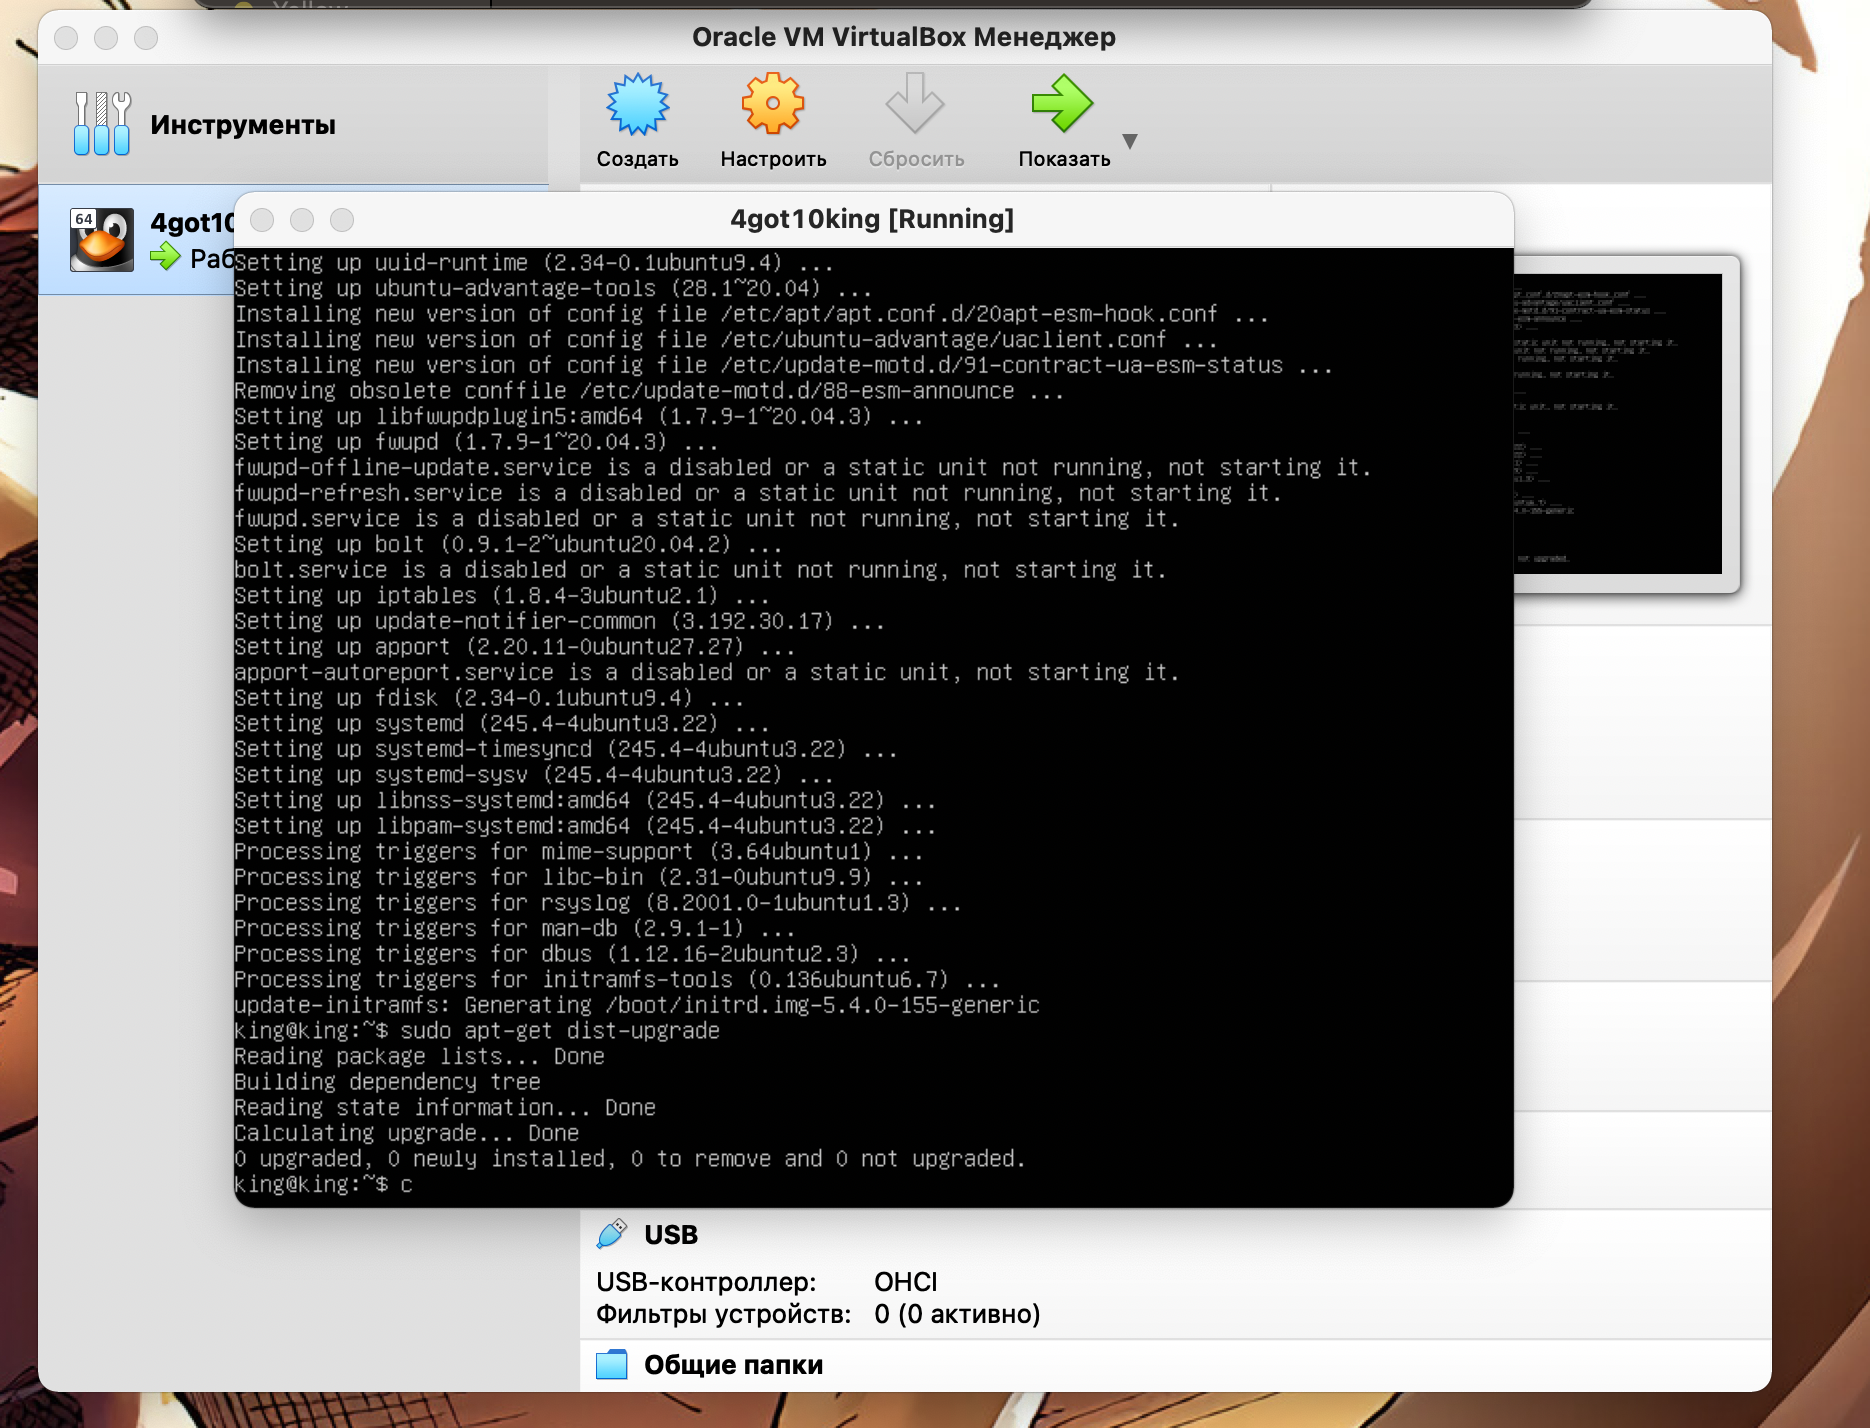 Yellow
Oracle VM VirtualBox Менеджер
Инструменты
Создать
Настроить
Сбросить
Показать
64
4got10
Раб
4got10king [Running]
Setting up uuid-runtime (2.34-0.1ubuntu9.4) ...
Setting up ubuntu-advantage-tools (28.1~20.04) ...
Installing new version of config file /etc/apt/apt.conf.d/20apt-esm-hook.conf ...
Installing new version of config file /etc/ubuntu-advantage/uaclient.conf ...
Installing new version of config file /etc/update-motd.d/91-contract-ua-esm-status ...
Removing obsolete conffile /etc/update-motd.d/88-esm-announce ...
Setting up libfwupdplugin5:amd64 (1.7.9-1~20.04.3) ...
Setting up fwupd (1.7.9-1~20.04.3) ...
fwupd-offline-update.service is a disabled or a static unit not running, not starting it.
fwupd-refresh.service is a disabled or a static unit not running, not starting it.
fwupd.service is a disabled or a static unit not running, not starting it.
Setting up bolt (0.9.1-2~ubuntu20.04.2) ...
bolt.service is a disabled or a static unit not running, not starting it.
Setting up iptables (1.8.4-3ubuntu2.1) ...
Setting up update-notifier-common (3.192.30.17) ...
Setting up apport (2.20.11-0ubuntu27.27) ...
apport-autoreport.service is a disabled or a static unit, not starting it.
Setting up fdisk (2.34-0.1ubuntu9.4) ...
Setting up systemd (245.4-4ubuntu3.22) ...
Setting up systemd-timesyncd (245.4-4ubuntu3.22) ...
Setting up systemd-sysv (245.4-4ubuntu3.22) ...
Setting up libnss-systemd:amd64 (245.4-4ubuntu3.22) ...
Setting up libpam-systemd:amd64 (245.4-4ubuntu3.22) ...
Processing triggers for mime-support (3.64ubuntu1) ...
Processing triggers for libc-bin (2.31-0ubuntu9.9) ...
Processing triggers for rsyslog (8.2001.0-1ubuntu1.3) ...
Processing triggers for man-db (2.9.1-1) ...
Processing triggers for dbus (1.12.16-2ubuntu2.3) ...
Processing triggers for initramfs-tools (0.136ubuntu6.7) ...
update-initramfs: Generating /boot/initrd.img-5.4.0-155-generic
king@king:~$ sudo apt-get dist-upgrade
Reading package lists... Done
Building dependency tree
Reading state information... Done
Calculating upgrade... Done
0 upgraded, 0 newly installed, 0 to remove and 0 not upgraded.
king@king:~$ c
USB
USB-контроллер: OHCI
Фильтры устройств: 0 (0 активно)
Общие папки